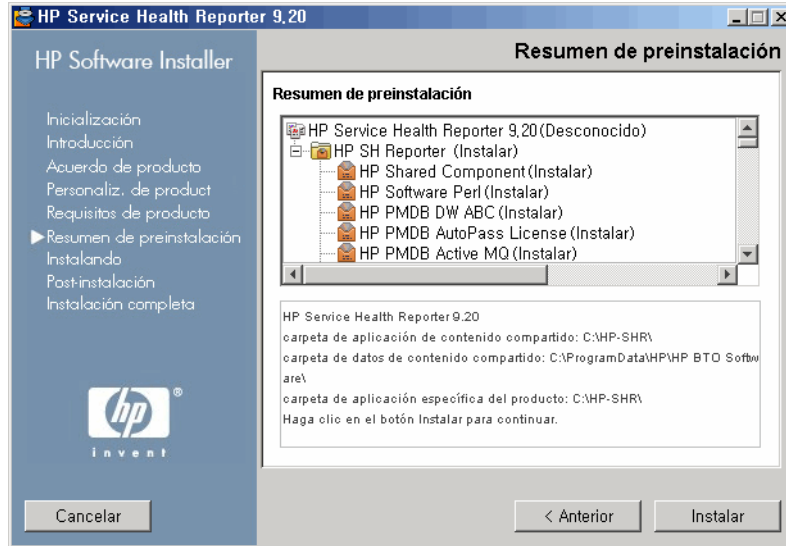 HP Service Health Reporter 9,20
HP Software Installer
Resumen de preinstalación
Inicialización
Introducción
Acuerdo de producto
Personaliz. de product
Requisitos de producto
Resumen de preinstalación
Instalando
Post-instalación
Instalación completa
hp
®
invent
Resumen de preinstalación
HP Service Health Reporter 9,20(Desconocido)
HP SH Reporter (Instalar)
HP Shared Component(Instalar)
HP Software Perl(Instalar)
HP PMDB DW ABC(Instalar)
HP PMDB AutoPass License(Instalar)
HP PMDB Active MQ(Instalar)
HP Service Health Reporter 9.20
carpeta de aplicación de contenido compartido: C:\HP-SHR\
carpeta de datos de contenido compartido: C:\ProgramData\HP\HP BTO Softw
are\
carpeta de aplicación específica del producto: C:\HP-SHR\
Haga clic en el botón Instalar para continuar.
Cancelar
< Anterior
Instalar